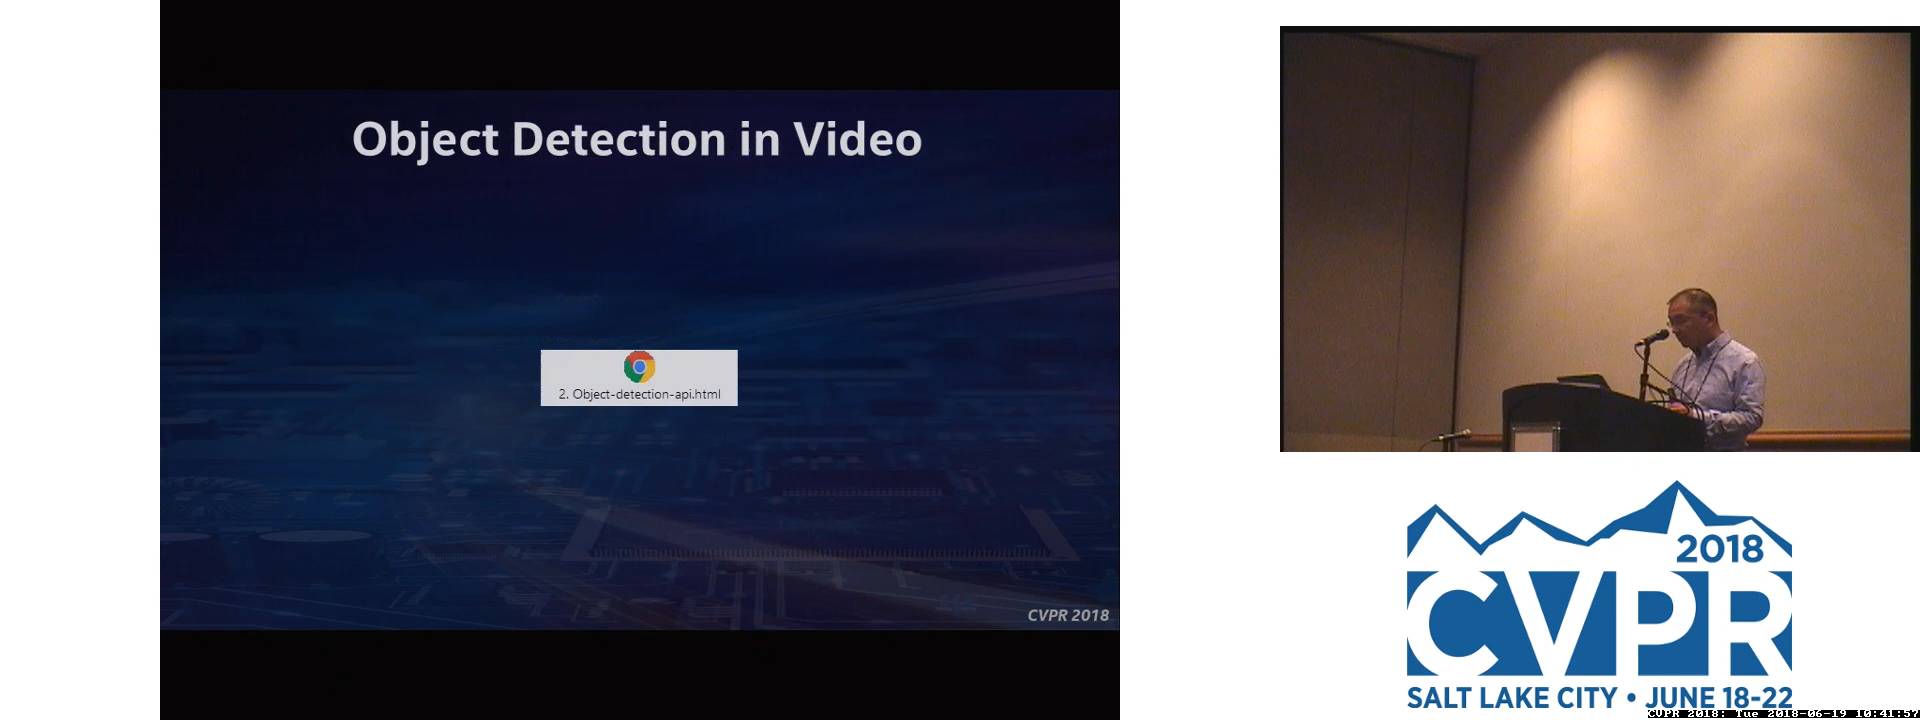 Object Detection in Video
2. Object-detection-api.html
CVPR 2018
2018
CVPR
SALT LAKE CITY • JUNE 18-22
CVPR 2018: Tue 2018-06-19 10:41:57